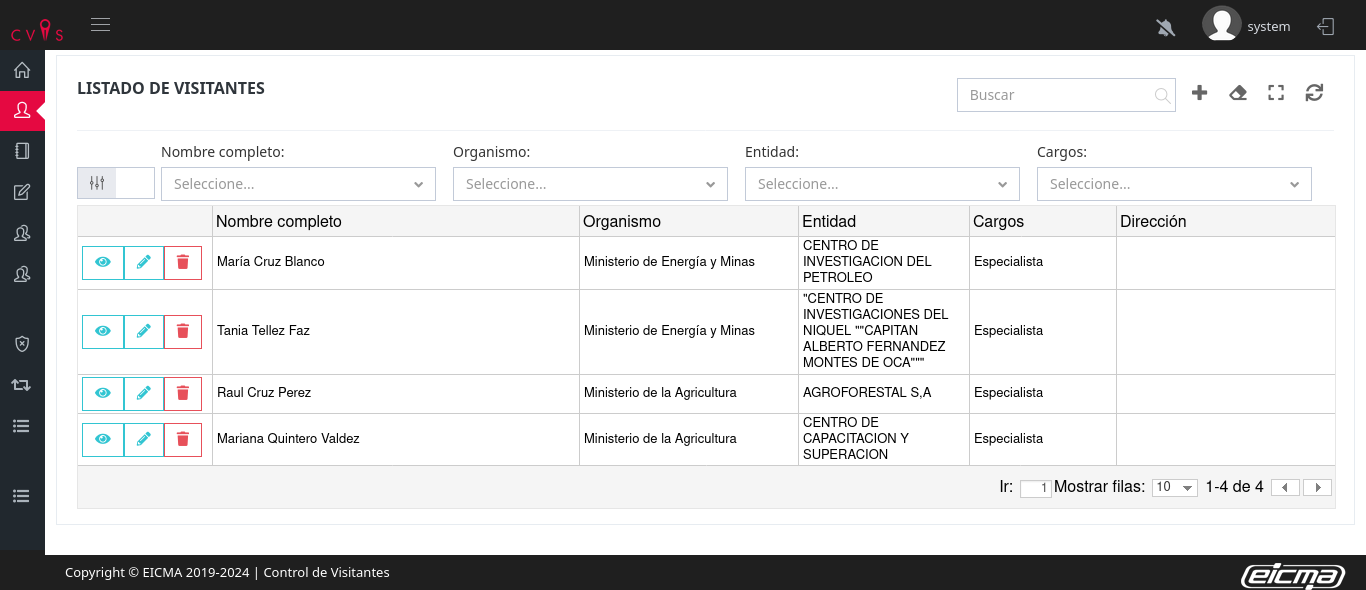 CVIS
system
LISTADO DE VISITANTES
Buscar
Nombre completo:
Organismo:
Entidad:
Cargos:
Seleccione...
Seleccione...
Seleccione...
Seleccione...
Nombre completo
Organismo
Entidad
Cargos
Dirección
María Cruz Blanco
Ministerio de Energía y Minas
CENTRO DE
INVESTIGACION DEL
PETROLEO
Especialista
Tania Tellez Faz
Ministerio de Energía y Minas
"CENTRO DE
INVESTIGACIONES DEL
NIQUEL ""CAPITAN
ALBERTO FERNANDEZ
MONTES DE OCA"""
Especialista
Raul Cruz Perez
Ministerio de la Agricultura
AGROFORESTAL S,A
Especialista
Mariana Quintero Valdez
Ministerio de la Agricultura
CENTRO DE
CAPACITACION Y
SUPERACION
Especialista
Ir: 1 Mostrar filas: 10 1-4 de 4
Copyright © EICMA 2019-2024 | Control de Visitantes
eicma